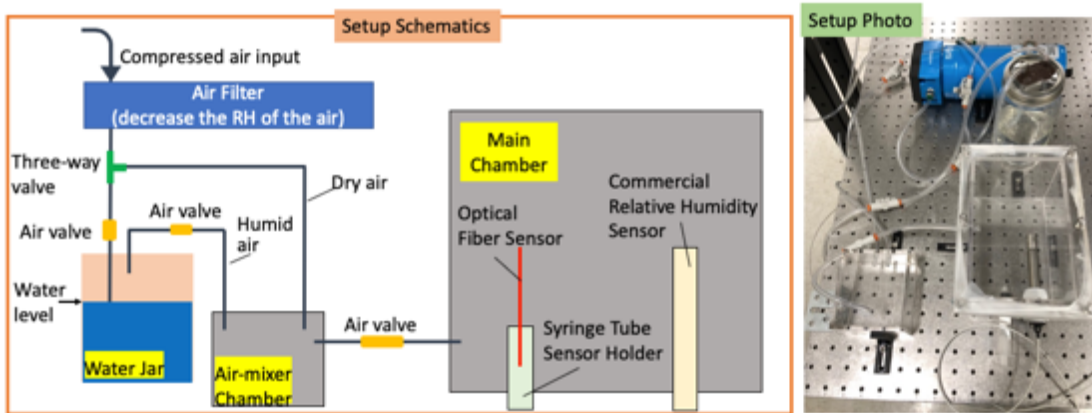 Setup Schematics
Setup Photo
Compressed air input
Air Filter
(decrease the RH of the air)
Three-way
valve
Dry air
Air valve
Air valve
Humid
air
Water
level
Water Jar
Air-mixer
Chamber
Air valve
Main
Chamber
Optical
Fiber Sensor
Commercial
Relative Humidity
Sensor
Syringe Tube
Sensor Holder